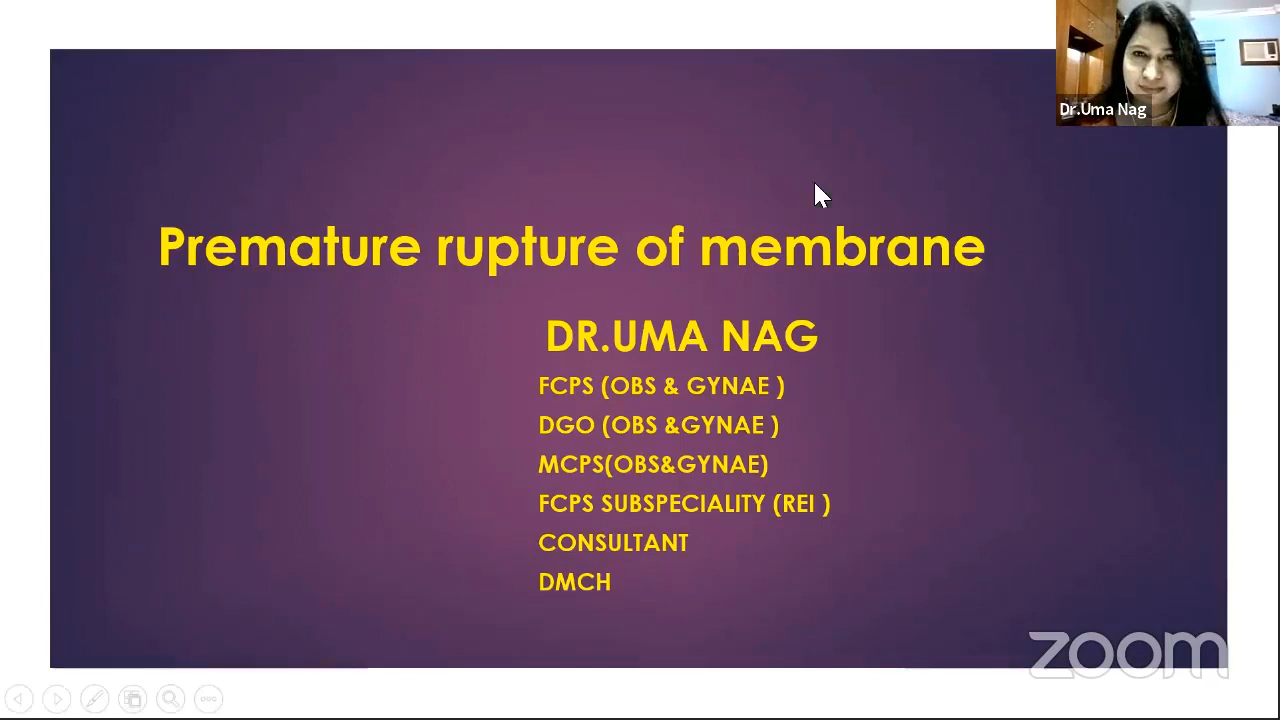 Dr.Uma Nag
Premature rupture of membrane
DR.UMA NAG
FCPS (OBS & GYNAE )
DGO (OBS &GYNAE )
MCPS(OBS&GYNAE)
FCPS SUBSPECIALITY (REI )
CONSULTANT
DMCH
zoom